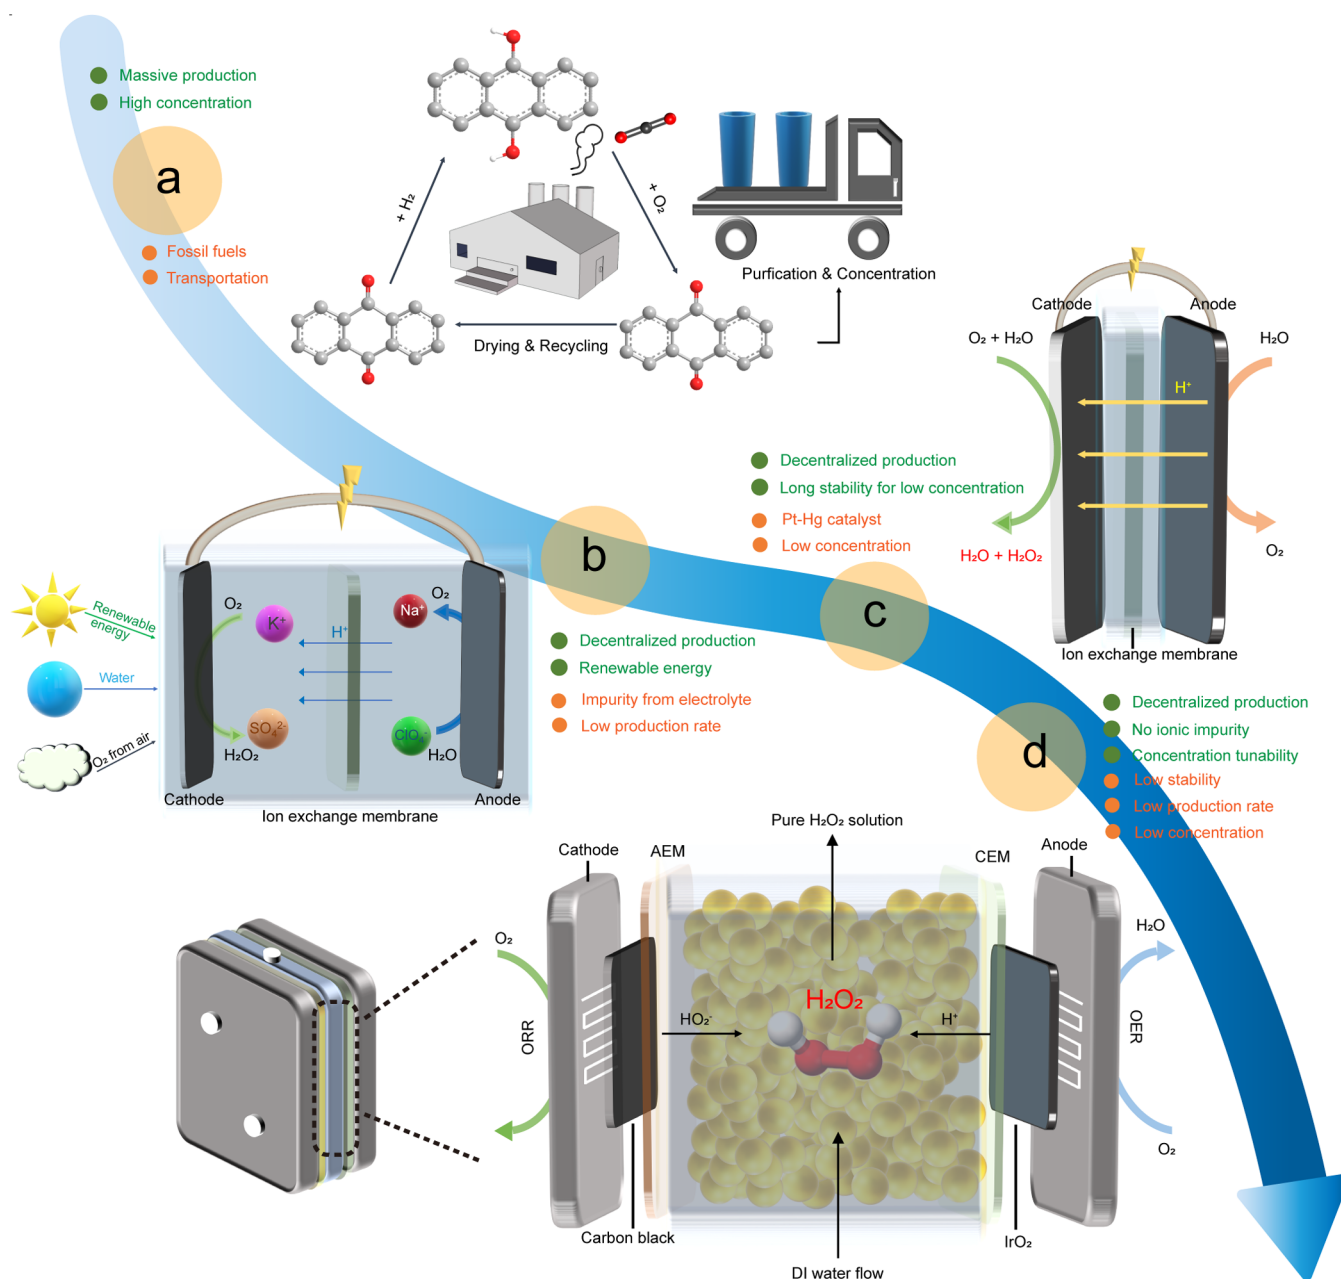 Massive production
High concentration
a
Fossil fuels
Transportation
+ H₂
+ O₂
Purification & Concentration
Drying & Recycling
Cathode
Anode
O₂ + H₂O
H₂O
H⁺
H₂O + H₂O₂
O₂
Ion exchange membrane
Decentralized production
Long stability for low concentration
Pt-Hg catalyst
Low concentration
b
c
Decentralized production
Renewable energy
Impurity from electrolyte
Low production rate
Renewable
energy
Water
O₂ from air
O₂
K⁺
H⁺
Na⁺
O₂
SO₄²⁻
H₂O₂
ClO₄⁻
H₂O
Cathode
Anode
Ion exchange membrane
d
Decentralized production
No ionic impurity
Concentration tunability
Low stability
Low production rate
Low concentration
Pure H₂O₂ solution
Cathode
AEM
CEM
Anode
O₂
H₂O
ORR
HO₂⁻
H₂O₂
H⁺
OER
O₂
Carbon black
IrO₂
DI water flow